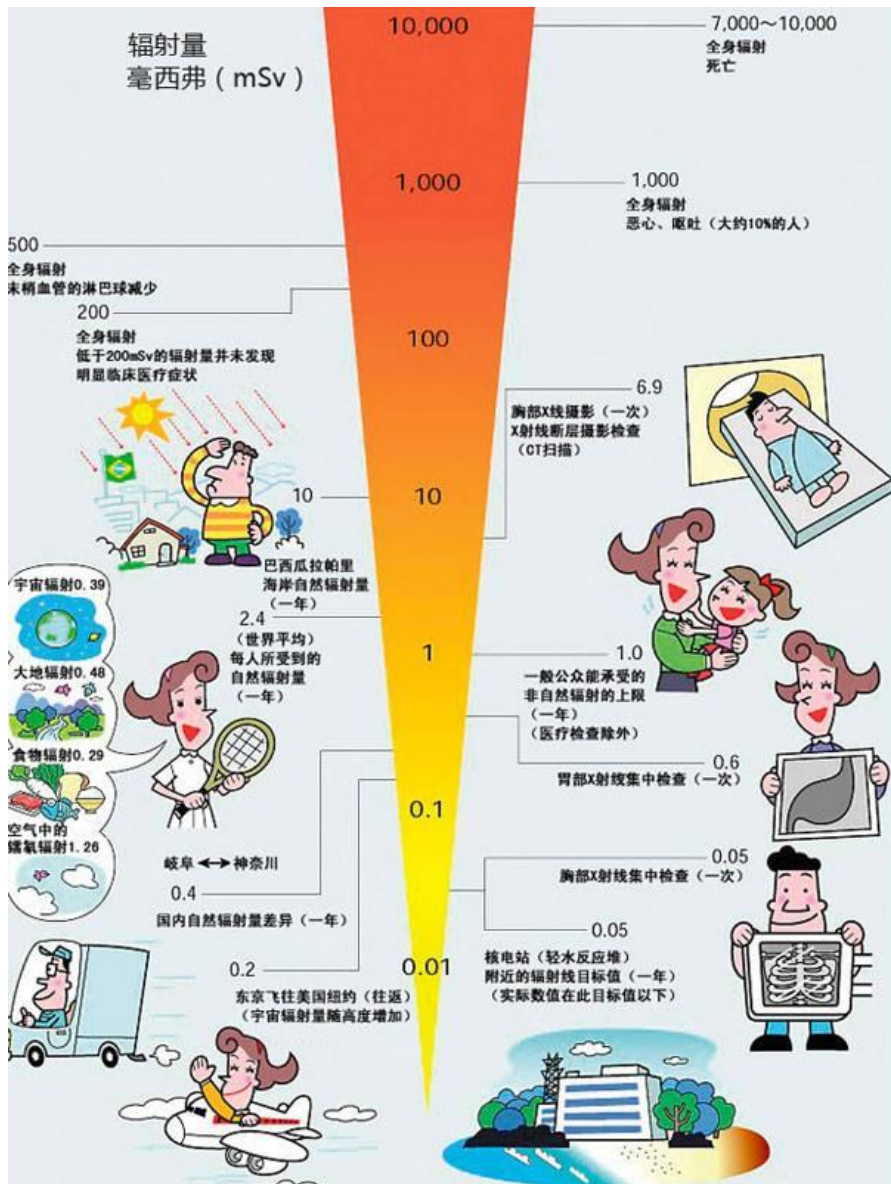 辐射量
毫西弗（mSv）
10,000
7,000～10,000
全身辐射
死亡
1,000
1,000
全身辐射
恶心、呕吐（大约10%的人）
500
全身辐射
末梢血管的淋巴球减少
200
全身辐射
低于200mSv的辐射量并未发现
明显临床医疗症状
100
6.9
胸部X线摄影（一次）
X射线断层摄影检查
（CT扫描）
10
10
巴西瓜拉帕里
海岸自然辐射量
（一年）
宇宙辐射0.39
大地辐射0.48
食物辐射0.29
空气中的
辐射1.26
2.4
（世界平均）
每人所受到的
自然辐射量
（一年）
1
1.0
一般公众能承受的
非自然辐射的上限
（一年）
（医疗检查除外）
0.6
胃部X射线集中检查（一次）
0.1
岐阜 ↔ 神奈川
0.4
国内自然辐射量差异（一年）
0.05
胸部X射线集中检查（一次）
0.05
核电站（轻水反应堆）
附近的辐射线目标值（一年）
（实际数值在此目标值以下）
0.2
东京飞往美国纽约（往返）
（宇宙辐射量随高度增加）
0.01